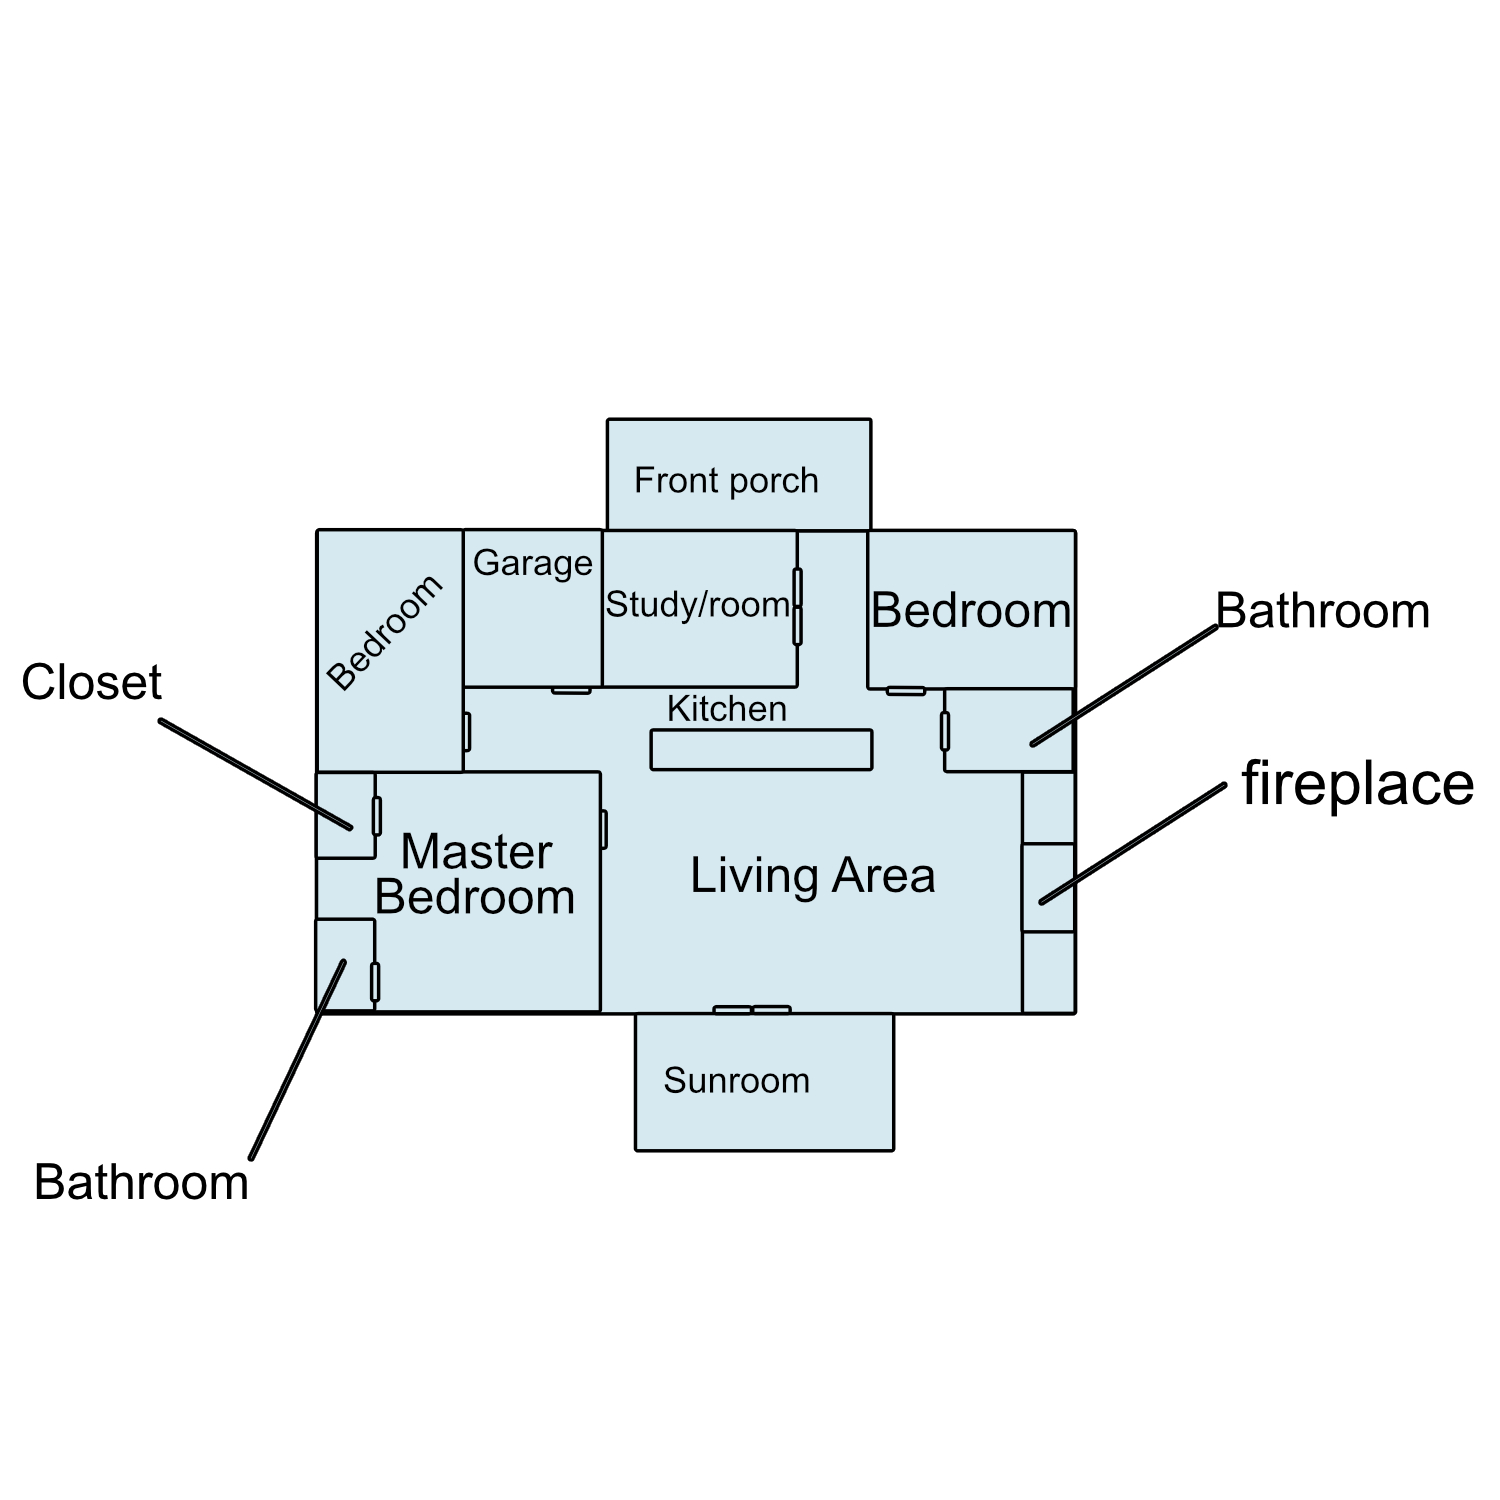 Front porch
Garage
Bedroom
Study/room
Bedroom
Bathroom
Closet
Kitchen
fireplace
Master
Bedroom
Living Area
Sunroom
Bathroom